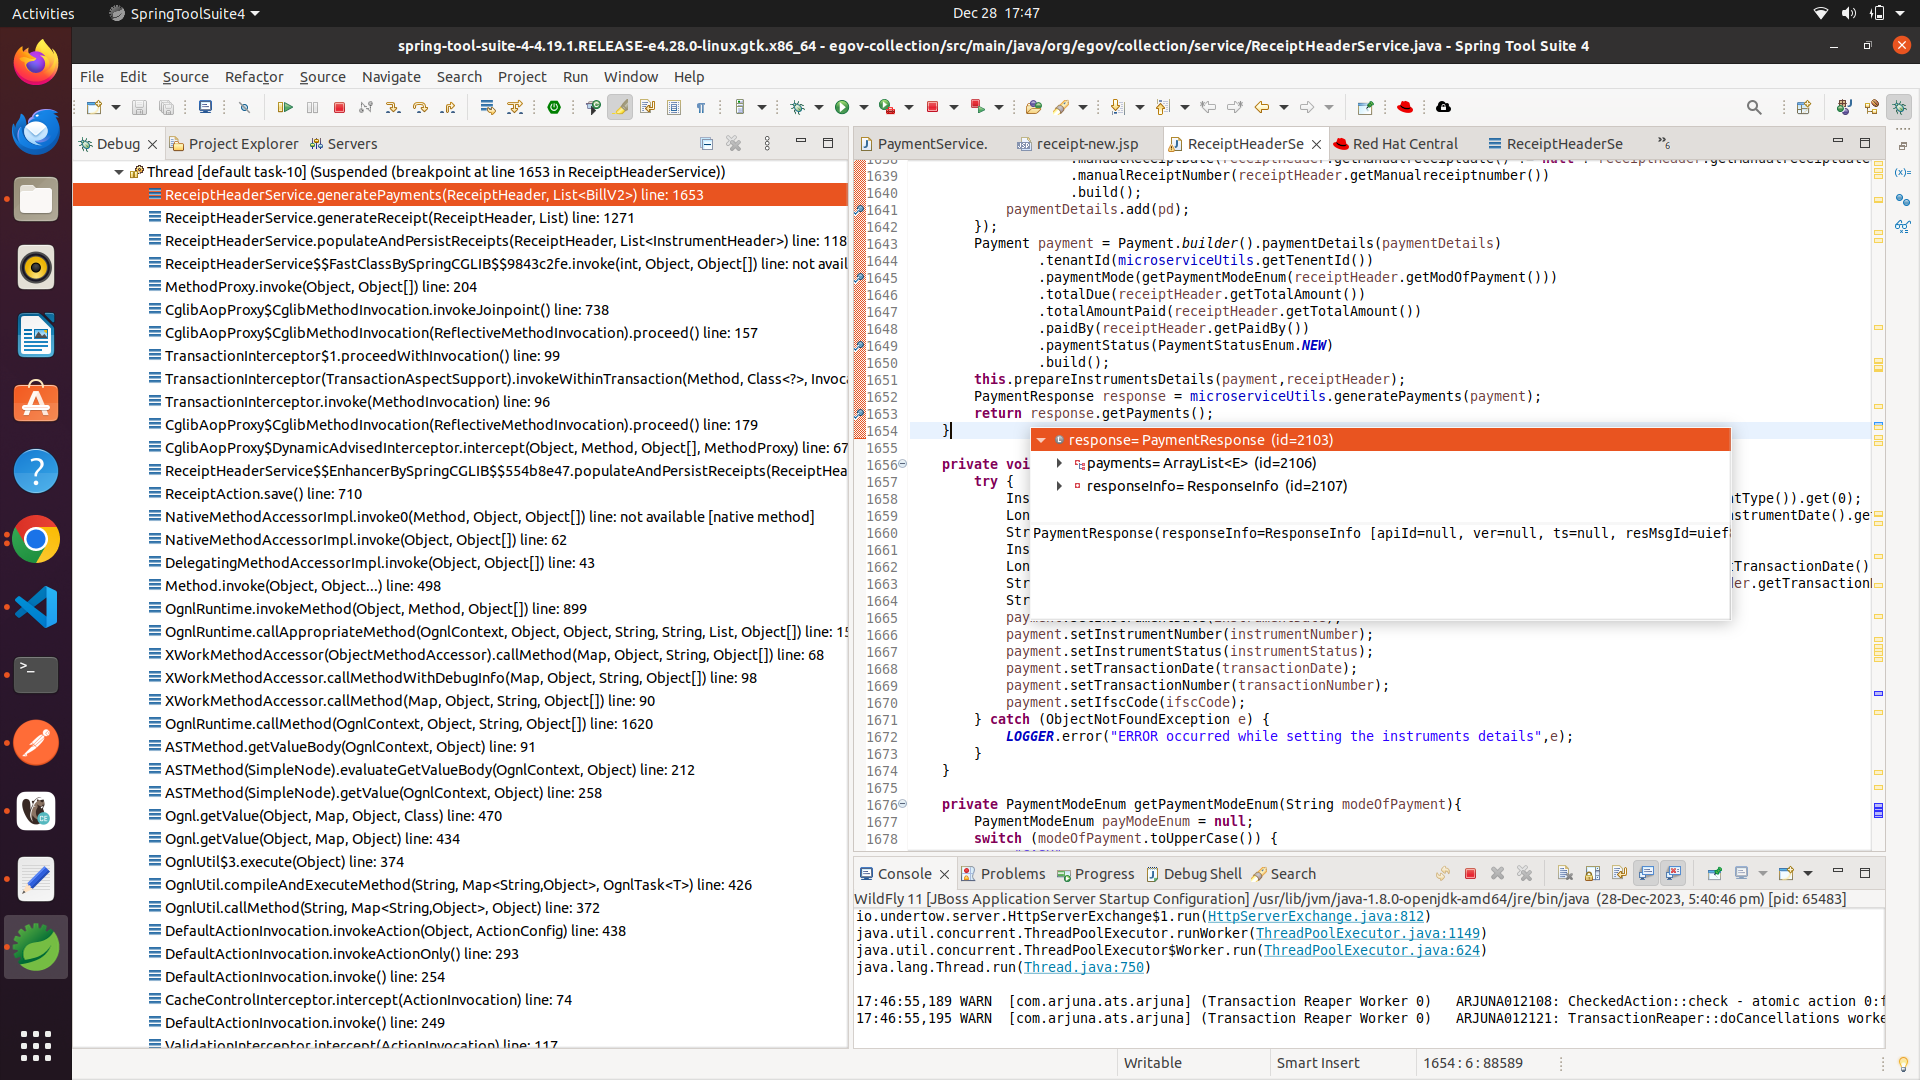 Activities
SpringToolSuite4
Dec 28 17:47
spring-tool-suite-4-4.19.1.RELEASE-e4.28.0-linux.gtk.x86_64 - egov-collection/src/main/java/org/egov/collection/service/ReceiptHeaderService.java - Spring Tool Suite 4
File Edit Source Refactor Source Navigate Search Project Run Window Help
Debug Project Explorer Servers
Thread [default task-10] (Suspended (breakpoint at line 1653 in ReceiptHeaderService))
ReceiptHeaderService.generatePayments(ReceiptHeader, List<BillV2>) line: 1653
ReceiptHeaderService.generateReceipt(ReceiptHeader, List) line: 1271
ReceiptHeaderService.populateAndPersistReceipts(ReceiptHeader, List<InstrumentHeader>) line: 118
ReceiptHeaderService$$FastClassBySpringCGLIB$$9843c2fe.invoke(int, Object, Object[]) line: not avail
MethodProxy.invoke(Object, Object[]) line: 204
CglibAopProxy$CglibMethodInvocation.invokeJoinpoint() line: 738
CglibAopProxy$CglibMethodInvocation(ReflectiveMethodInvocation).proceed() line: 157
TransactionInterceptor$1.proceedWithInvocation() line: 99
TransactionInterceptor(TransactionAspectSupport).invokeWithinTransaction(Method, Class<?>, Invoca
TransactionInterceptor.invoke(MethodInvocation) line: 96
CglibAopProxy$CglibMethodInvocation(ReflectiveMethodInvocation).proceed() line: 179
CglibAopProxy$DynamicAdvisedInterceptor.intercept(Object, Method, Object[], MethodProxy) line: 67
ReceiptHeaderService$$EnhancerBySpringCGLIB$$554b8e47.populateAndPersistReceipts(ReceiptHea
ReceiptAction.save() line: 710
NativeMethodAccessorImpl.invoke0(Method, Object, Object[]) line: not available [native method]
NativeMethodAccessorImpl.invoke(Object, Object[]) line: 62
DelegatingMethodAccessorImpl.invoke(Object, Object[]) line: 43
Method.invoke(Object, Object...) line: 498
OgnlRuntime.invokeMethod(Object, Method, Object[]) line: 899
OgnlRuntime.callAppropriateMethod(OgnlContext, Object, Object, String, String, List, Object[]) line: 15
XWorkMethodAccessor(ObjectMethodAccessor).callMethod(Map, Object, String, Object[]) line: 68
XWorkMethodAccessor.callMethodWithDebugInfo(Map, Object, String, Object[]) line: 98
XWorkMethodAccessor.callMethod(Map, Object, String, Object[]) line: 90
OgnlRuntime.callMethod(OgnlContext, Object, String, Object[]) line: 1620
ASTMethod.getValueBody(OgnlContext, Object) line: 91
ASTMethod(SimpleNode).evaluateGetValueBody(OgnlContext, Object) line: 212
ASTMethod(SimpleNode).getValue(OgnlContext, Object) line: 258
Ognl.getValue(Object, Map, Object, Class) line: 470
Ognl.getValue(Object, Map, Object) line: 434
OgnlUtil$3.execute(Object) line: 374
OgnlUtil.compileAndExecuteMethod(String, Map<String,Object>, OgnlTask<T>) line: 426
OgnlUtil.callMethod(String, Map<String,Object>, Object) line: 372
DefaultActionInvocation.invokeAction(Object, ActionConfig) line: 438
DefaultActionInvocation.invokeActionOnly() line: 293
DefaultActionInvocation.invoke() line: 254
CacheControlInterceptor.intercept(ActionInvocation) line: 74
DefaultActionInvocation.invoke() line: 249
ValidationInterceptor.intercept(ActionInvocation) line: 117
PaymentService. receipt-new.jsp ReceiptHeaderSe Red Hat Central ReceiptHeaderSe »6
1639 .manualReceiptNumber(receiptHeader.getManualreceiptnumber())
1640 .build();
1641 paymentDetails.add(pd);
1642 });
1643 Payment payment = Payment.builder().paymentDetails(paymentDetails)
1644 .tenantId(microserviceUtils.getTenentId())
1645 .paymentMode(getPaymentModeEnum(receiptHeader.getModOfPayment()))
1646 .totalDue(receiptHeader.getTotalAmount())
1647 .totalAmountPaid(receiptHeader.getTotalAmount())
1648 .paidBy(receiptHeader.getPaidBy())
1649 .paymentStatus(PaymentStatusEnum.NEW)
1650 .build();
1651 this.prepareInstrumentsDetails(payment,receiptHeader);
1652 PaymentResponse response = microserviceUtils.generatePayments(payment);
1653 return response.getPayments();
1654 }
1655
1656 private voi
1657 try {
1658 Ins ntType()).get(0);
1659 Lon nstrumentDate().ge
1660 Str
1661 Ins
1662 Lon tTransactionDate()
1663 Str der.getTransaction
1664 Str
1665
1666 payment.setInstrumentNumber(instrumentNumber);
1667 payment.setInstrumentStatus(instrumentStatus);
1668 payment.setTransactionDate(transactionDate);
1669 payment.setTransactionNumber(transactionNumber);
1670 payment.setIfscCode(ifscCode);
1671 } catch (ObjectNotFoundException e) {
1672 LOGGER.error("ERROR occurred while setting the instruments details",e);
1673 }
1674 }
1675
1676 private PaymentModeEnum getPaymentModeEnum(String modeOfPayment){
1677 PaymentModeEnum payModeEnum = null;
1678 switch (modeOfPayment.toUpperCase()) {
response= PaymentResponse (id=2103)
payments= ArrayList<E> (id=2106)
responseInfo= ResponseInfo (id=2107)
PaymentResponse(responseInfo=ResponseInfo [apiId=null, ver=null, ts=null, resMsgId=uief
Console Problems Progress Debug Shell Search
WildFly 11 [JBoss Application Server Startup Configuration] /usr/lib/jvm/java-1.8.0-openjdk-amd64/jre/bin/java (28-Dec-2023, 5:40:46 pm) [pid: 65483]
io.undertow.server.HttpServerExchange$1.run(HttpServerExchange.java:812)
java.util.concurrent.ThreadPoolExecutor.runWorker(ThreadPoolExecutor.java:1149)
java.util.concurrent.ThreadPoolExecutor$Worker.run(ThreadPoolExecutor.java:624)
java.lang.Thread.run(Thread.java:750)
17:46:55,189 WARN [com.arjuna.ats.arjuna] (Transaction Reaper Worker 0) ARJUNA012108: CheckedAction::check - atomic action 0:f
17:46:55,195 WARN [com.arjuna.ats.arjuna] (Transaction Reaper Worker 0) ARJUNA012121: TransactionReaper::doCancellations worke
Writable
Smart Insert
1654 : 6 : 88589